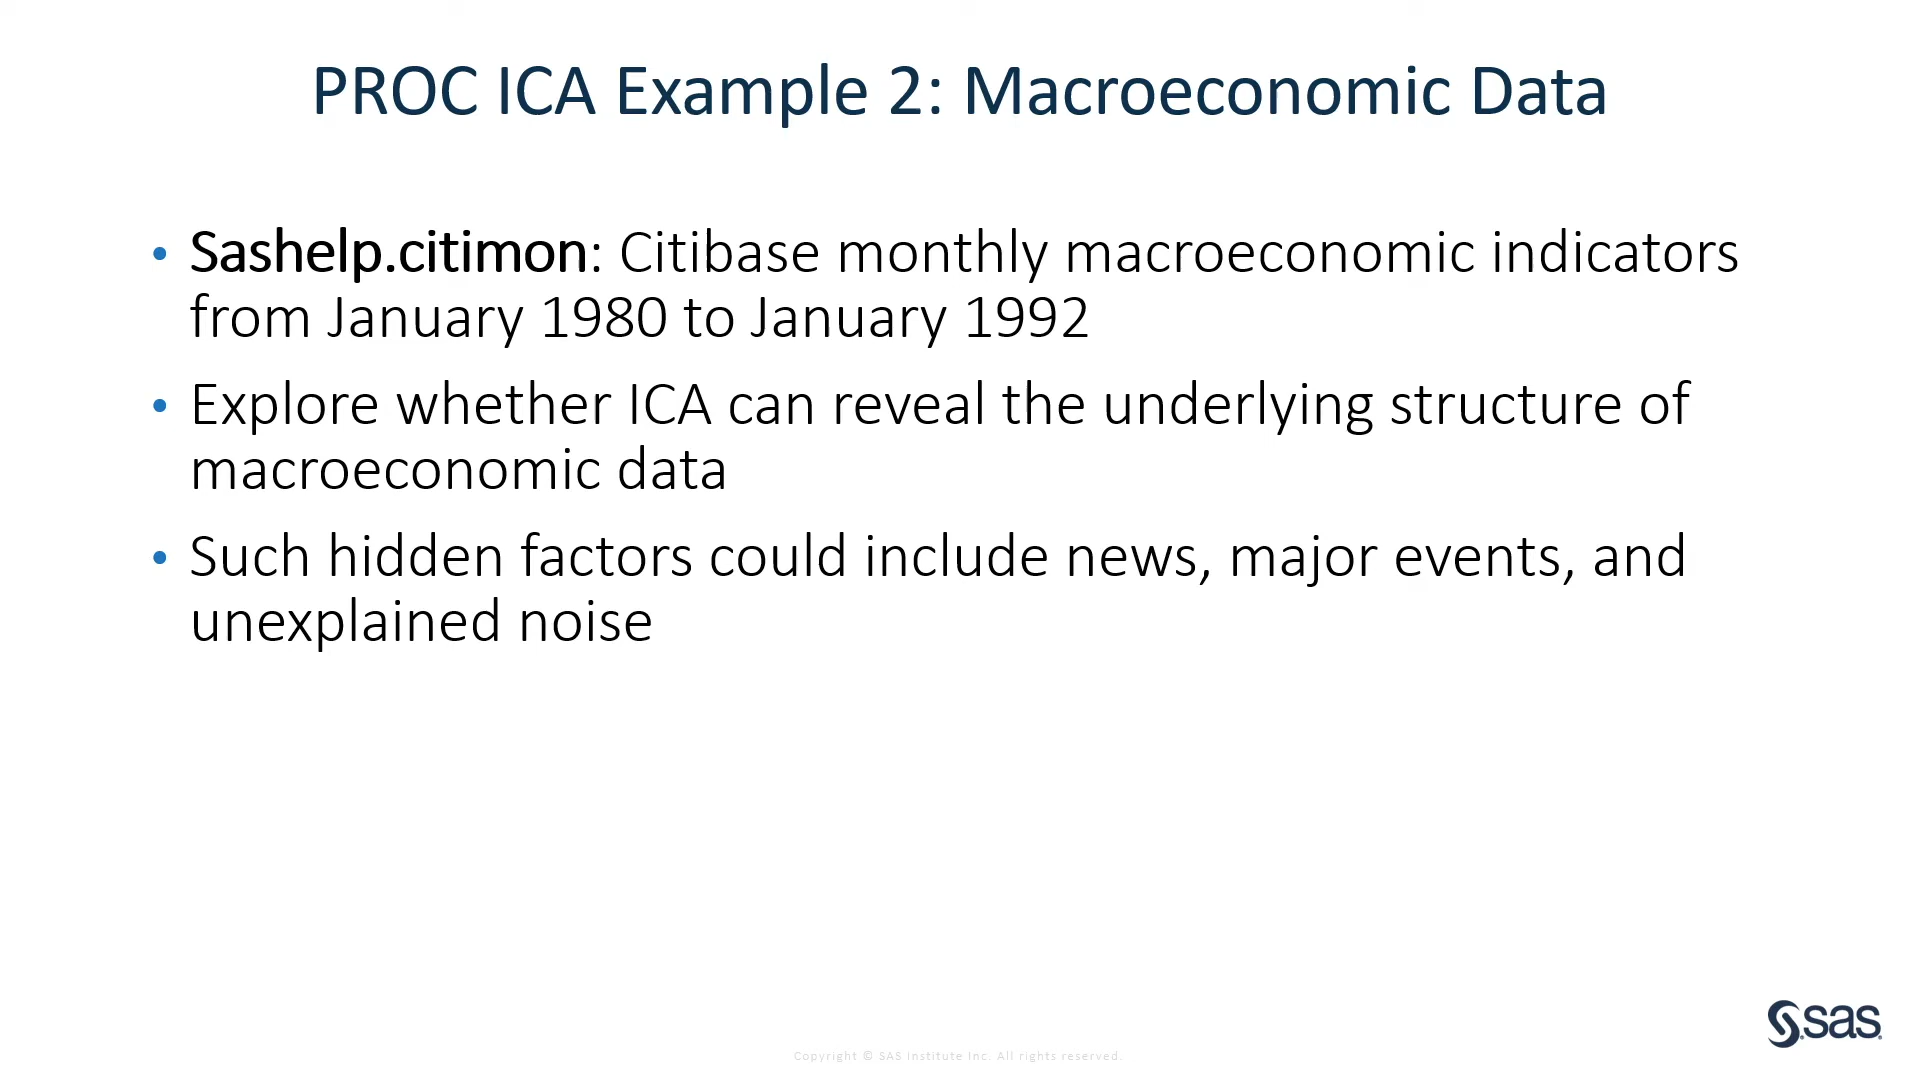 PROC ICA Example 2: Macroeconomic Data
• Sashelp.citimon: Citibase monthly macroeconomic indicators
from January 1980 to January 1992
• Explore whether ICA can reveal the underlying structure of
macroeconomic data
• Such hidden factors could include news, major events, and
unexplained noise
sas
Copyright © SAS Institute Inc. All rights reserved.